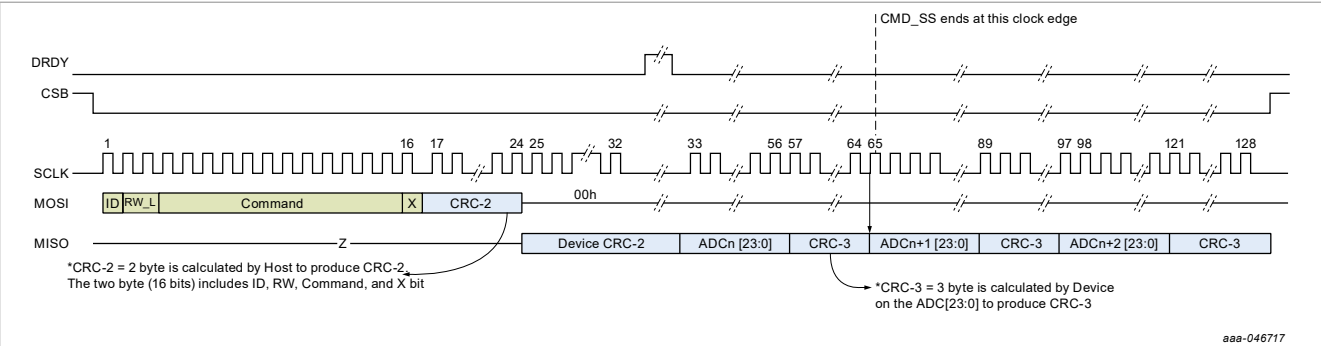 CMD_SS ends at this clock edge
DRDY
CSB
1 16 17 24 25 32 33 56 57 64 65 89 97 98 121 128
SCLK
00h
MOSI ID RW_L Command X CRC-2
MISO Z Device CRC-2 ADCn [23:0] CRC-3 ADCn+1 [23:0] CRC-3 ADCn+2 [23:0] CRC-3
*CRC-2 = 2 byte is calculated by Host to produce CRC-2.
The two byte (16 bits) includes ID, RW, Command, and X bit
*CRC-3 = 3 byte is calculated by Device
on the ADC[23:0] to produce CRC-3
aaa-046717